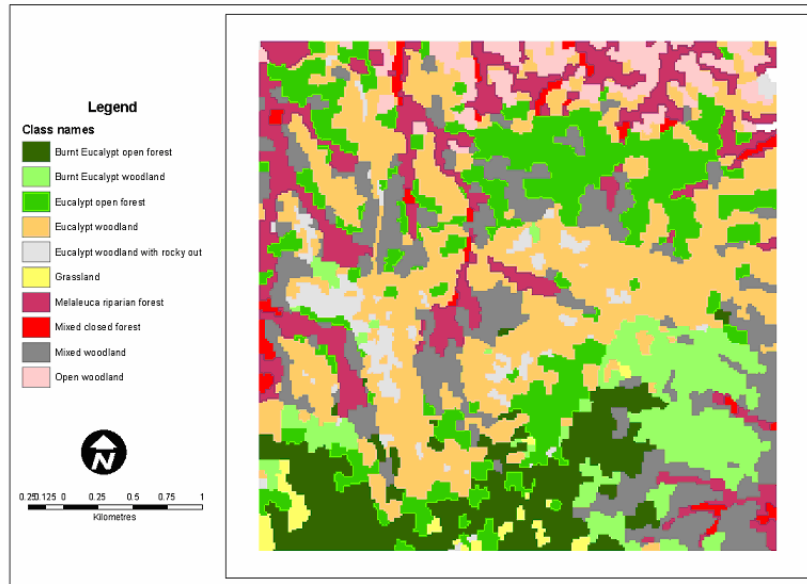 Legend
Class names
Burnt Eucalypt open forest
Burnt Eucalypt woodland
Eucalypt open forest
Eucalypt woodland
Eucalypt woodland with rocky out
Grassland
Melaleuca riparian forest
Mixed closed forest
Mixed woodland
Open woodland
N
0.25 0.125 0 0.25 0.5 0.75 1
Kilometres